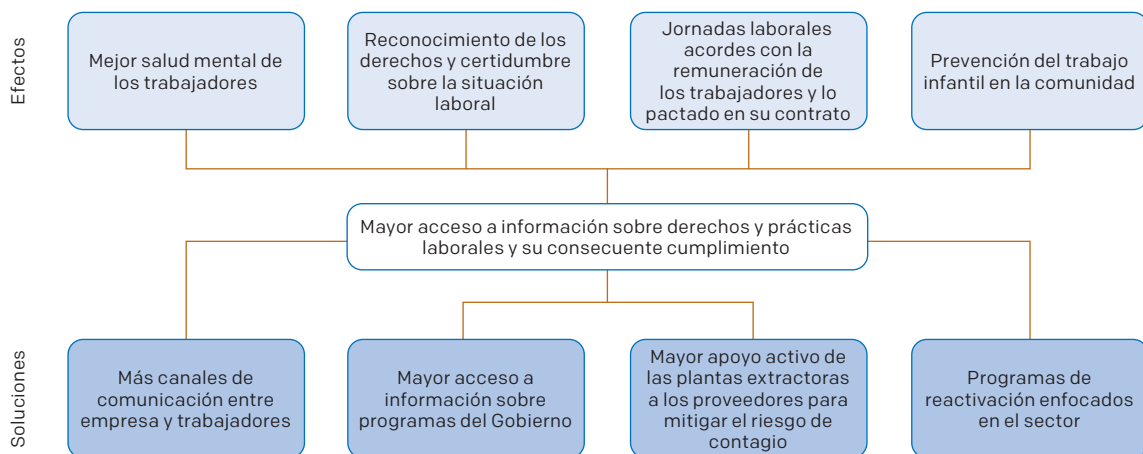 Efectos
Mejor salud mental de
los trabajadores
Reconocimiento de los
derechos y certidumbre
sobre la situación
laboral
Jornadas laborales
acordes con la
remuneración de
los trabajadores y lo
pactado en su contrato
Prevención del trabajo
infantil en la comunidad
Mayor acceso a información sobre derechos y prácticas
laborales y su consecuente cumplimiento
Soluciones
Más canales de
comunicación entre
empresa y trabajadores
Mayor acceso a
información sobre
programas del Gobierno
Mayor apoyo activo de
las plantas extractoras
a los proveedores para
mitigar el riesgo de
contagio
Programas de
reactivación enfocados
en el sector